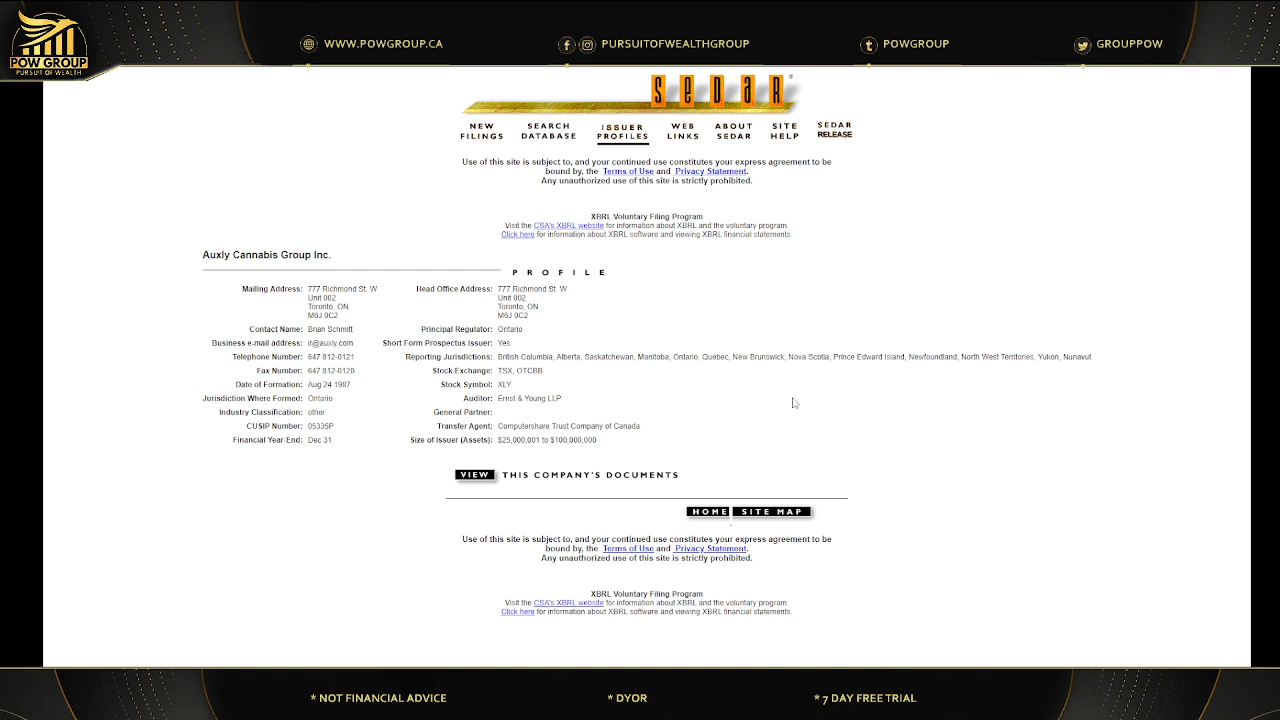 POW GROUP
PURSUIT OF WEALTH
WWW.POWGROUP.CA
PURSUITOFWEALTHGROUP
POWGROUP
GROUPPOW
SEDAR®
NEW FILINGS
SEARCH DATABASE
ISSUER PROFILES
WEB LINKS
ABOUT SEDAR
SITE HELP
SEDAR RELEASE
Use of this site is subject to, and your continued use constitutes your express agreement to be
bound by, the Terms of Use and Privacy Statement.
Any unauthorized use of this site is strictly prohibited.
XBRL Voluntary Filing Program
Visit the CSA's XBRL website for information about XBRL and the voluntary program.
Click here for information about XBRL software and viewing XBRL financial statements.
Auxly Cannabis Group Inc.
PROFILE
Mailing Address: 777 Richmond St. W Head Office Address: 777 Richmond St. W
Unit 002 Unit 002
Toronto, ON Toronto, ON
M6J 0C2 M6J 0C2
Contact Name: Brian Schmitt Principal Regulator: Ontario
Business e-mail address: ir@auxly.com Short Form Prospectus Issuer: Yes
Telephone Number: 647 812-0121 Reporting Jurisdictions: British Columbia, Alberta, Saskatchewan, Manitoba, Ontario, Quebec, New Brunswick, Nova Scotia, Prince Edward Island, Newfoundland, North West Territories, Yukon, Nunavut
Fax Number: 647 812-0120 Stock Exchange: TSX, OTCBB
Date of Formation: Aug 24 1987 Stock Symbol: XLY
Jurisdiction Where Formed: Ontario Auditor: Ernst & Young LLP
Industry Classification: other General Partner:
CUSIP Number: 05335P Transfer Agent: Computershare Trust Company of Canada
Financial Year-End: Dec 31 Size of Issuer (Assets): $25,000,001 to $100,000,000
VIEW THIS COMPANY'S DOCUMENTS
HOME SITE MAP
Use of this site is subject to, and your continued use constitutes your express agreement to be
bound by, the Terms of Use and Privacy Statement.
Any unauthorized use of this site is strictly prohibited.
XBRL Voluntary Filing Program
Visit the CSA's XBRL website for information about XBRL and the voluntary program.
Click here for information about XBRL software and viewing XBRL financial statements.
* NOT FINANCIAL ADVICE
* DYOR
* 7 DAY FREE TRIAL